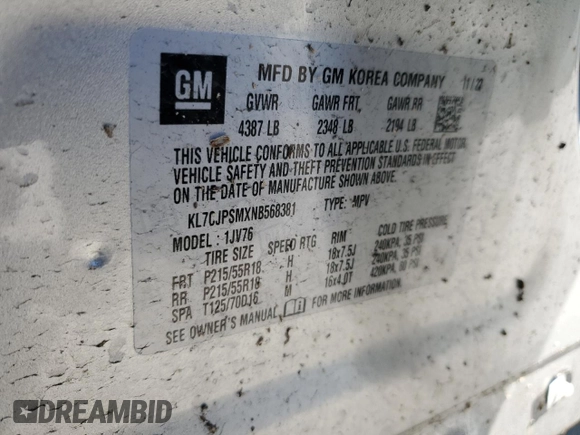 GM
MFD BY GM KOREA COMPANY 11/22
GVWR GAWR FRT GAWR RR
4387 LB 2348 LB 2194 LB
THIS VEHICLE CONFORMS TO ALL APPLICABLE U.S. FEDERAL MOTOR
VEHICLE SAFETY AND THEFT PREVENTION STANDARDS IN EFFECT
ON THE DATE OF MANUFACTURE SHOWN ABOVE.
KL7CJPSMXNB568381 TYPE: MPV
MODEL: 1JV76
TIRE SIZE SPEED RTG RIM COLD TIRE PRESSURE
FRT P215/55R18 H 18x7.5J 240KPA, 35 PSI
RR P215/55R18 H 18x7.5J 240KPA, 35 PSI
SPA T125/70D16 M 16x4.0T 420KPA, 60 PSI
SEE OWNER'S MANUAL FOR MORE INFORMATION.
DREAMBID